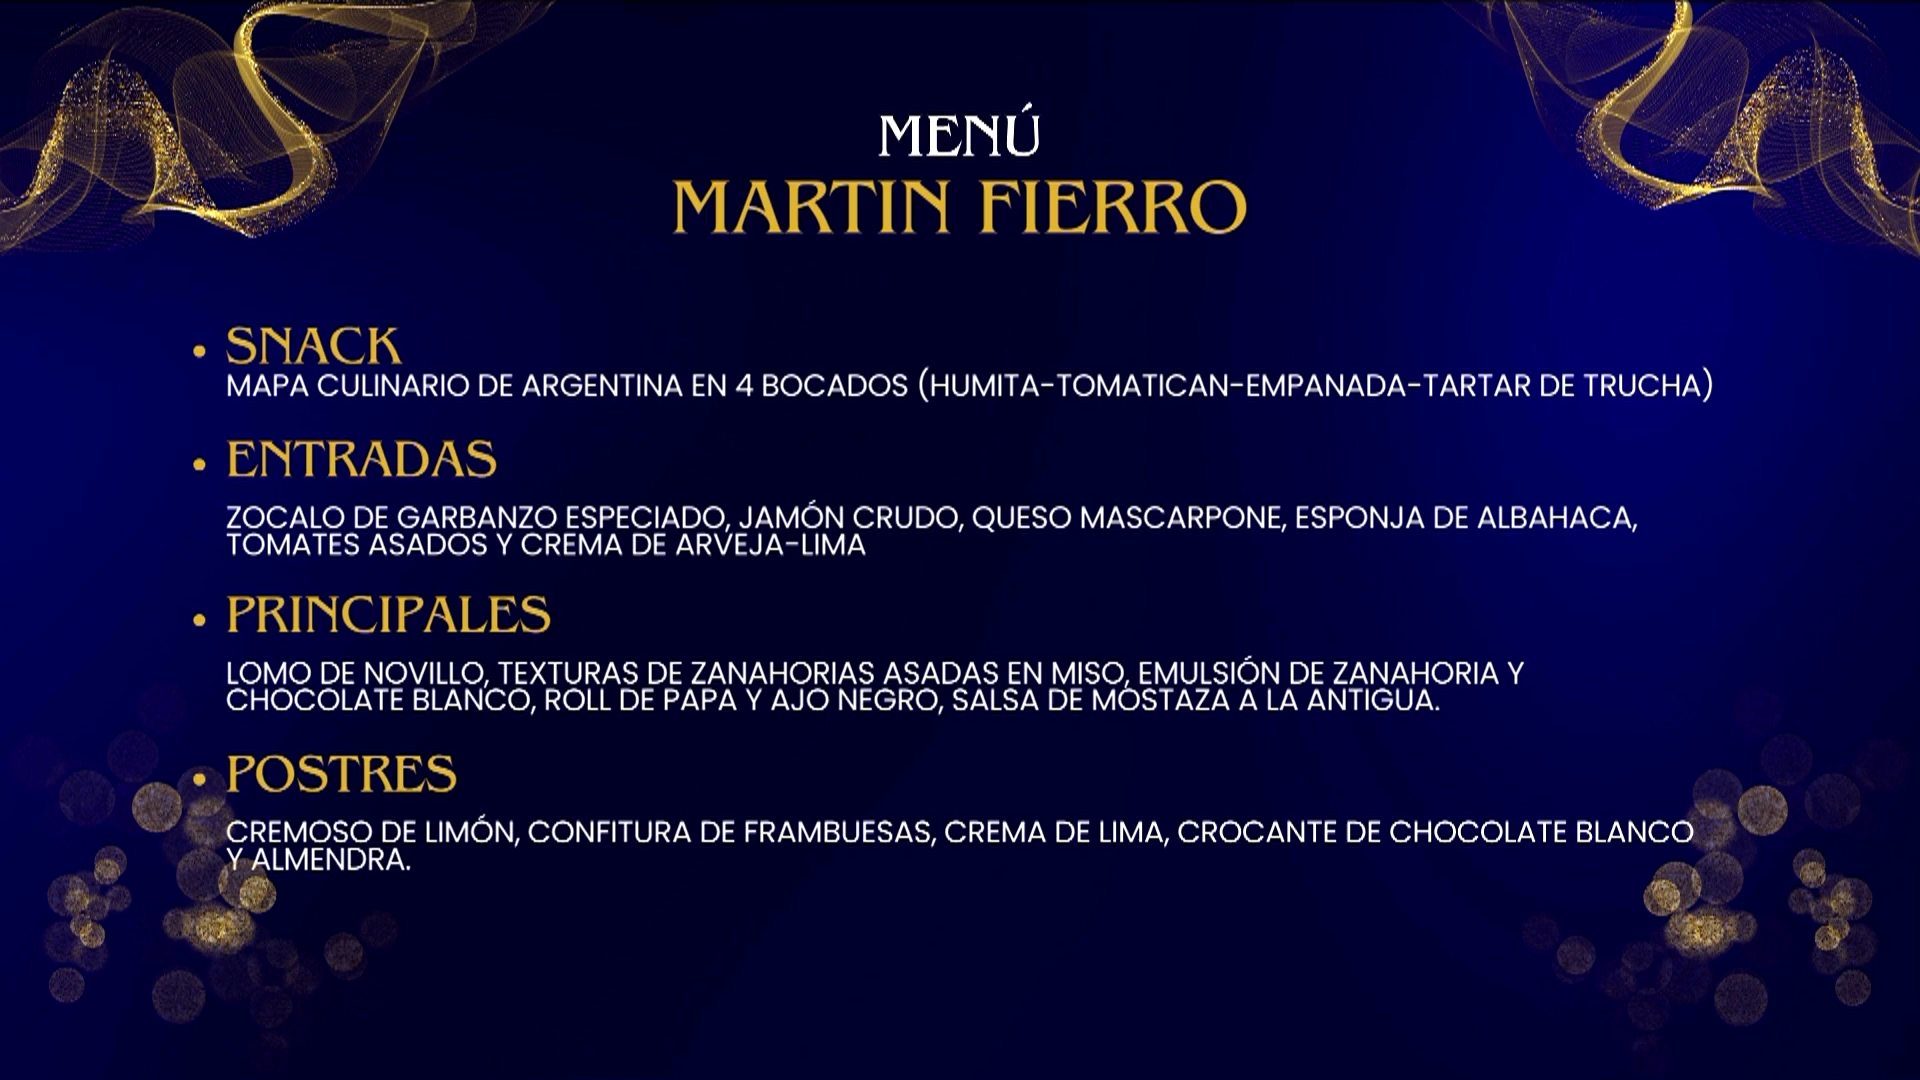 MENÚ
MARTIN FIERRO
• SNACK
MAPA CULINARIO DE ARGENTINA EN 4 BOCADOS (HUMITA-TOMATICAN-EMPANADA-TARTAR DE TRUCHA)
• ENTRADAS
ZOCALO DE GARBANZO ESPECIADO, JAMÓN CRUDO, QUESO MASCARPONE, ESPONJA DE ALBAHACA,
TOMATES ASADOS Y CREMA DE ARVEJA-LIMA
• PRINCIPALES
LOMO DE NOVILLO, TEXTURAS DE ZANAHORIAS ASADAS EN MISO, EMULSIÓN DE ZANAHORIA Y
CHOCOLATE BLANCO, ROLL DE PAPA Y AJO NEGRO, SALSA DE MOSTAZA A LA ANTIGUA.
• POSTRES
CREMOSO DE LIMÓN, CONFITURA DE FRAMBUESAS, CREMA DE LIMA, CROCANTE DE CHOCOLATE BLANCO
Y ALMENDRA.